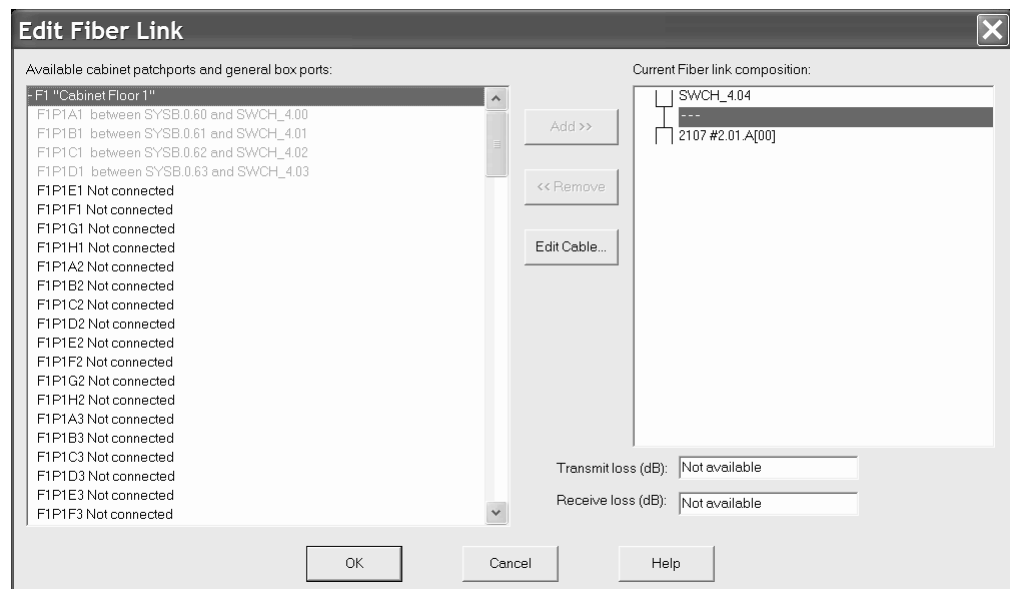 Edit Fiber Link
Available cabinet patchports and general box ports:
- F1 "Cabinet Floor 1"
F1P1A1 between SYSB.0.60 and SWCH_4.00
F1P1B1 between SYSB.0.61 and SWCH_4.01
F1P1C1 between SYSB.0.62 and SWCH_4.02
F1P1D1 between SYSB.0.63 and SWCH_4.03
F1P1E1 Not connected
F1P1F1 Not connected
F1P1G1 Not connected
F1P1H1 Not connected
F1P1A2 Not connected
F1P1B2 Not connected
F1P1C2 Not connected
F1P1D2 Not connected
F1P1E2 Not connected
F1P1F2 Not connected
F1P1G2 Not connected
F1P1H2 Not connected
F1P1A3 Not connected
F1P1B3 Not connected
F1P1C3 Not connected
F1P1D3 Not connected
F1P1E3 Not connected
F1P1F3 Not connected
Add >>
<< Remove
Edit Cable...
Current Fiber link composition:
SWCH_4.04
---
2107 #2.01.A[00]
Transmit loss (dB): Not available
Receive loss (dB): Not available
OK
Cancel
Help